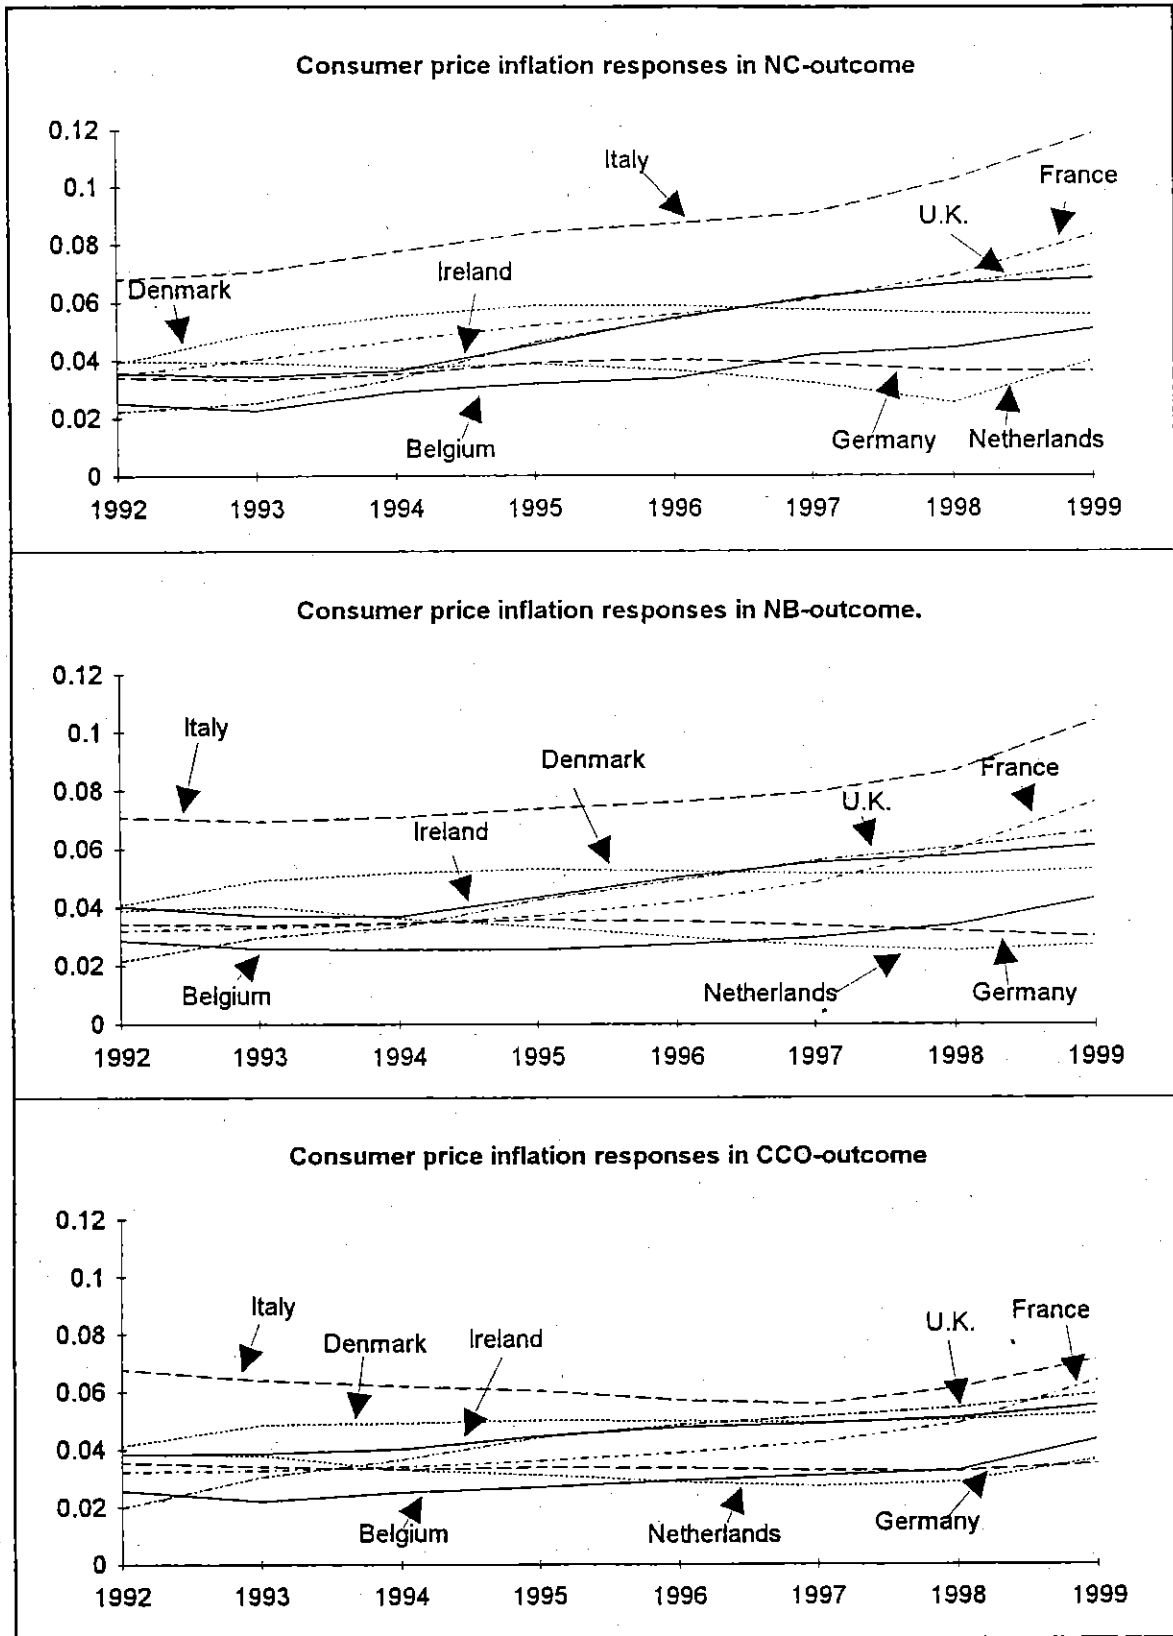 Consumer price inflation responses in NC-outcome
0.12
Italy
France
0.1
U.K.
0.08
Ireland
Denmark
0.06
0.04
0.02
Belgium
Germany
Netherlands
0
1992 1993 1994 1995 1996 1997 1998 1999
Consumer price inflation responses in NB-outcome.
0.12
Italy
0.1
Denmark
France
0.08
U.K.
Ireland
0.06
0.04
0.02
Belgium
Netherlands
Germany
0
1992 1993 1994 1995 1996 1997 1998 1999
Consumer price inflation responses in CCO-outcome
0.12
0.1
Italy
France
U.K.
Denmark
Ireland
0.08
0.06
0.04
0.02
Belgium
Netherlands
Germany
0
1992 1993 1994 1995 1996 1997 1998 1999